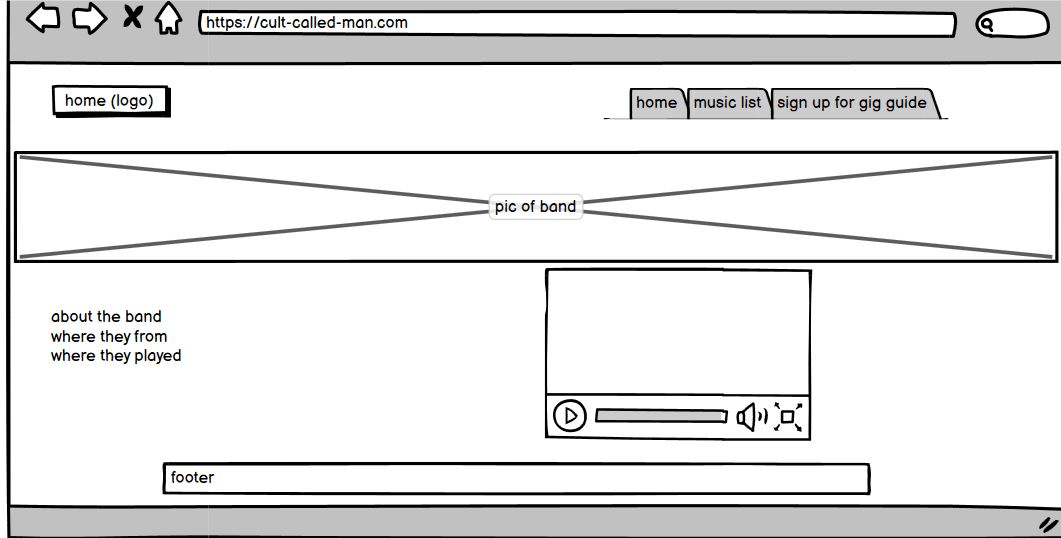 https://cult-called-man.com
home (logo)
home music list sign up for gig guide
pic of band
about the band
where they from
where they played
footer